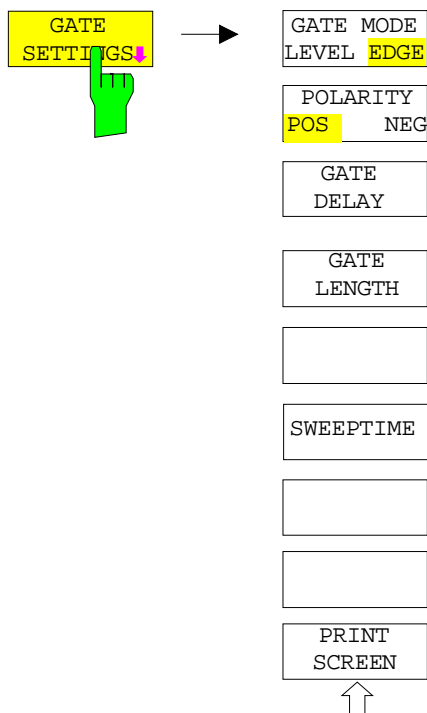 GATE
SETTINGS
GATE MODE
LEVEL EDGE
POLARITY
POS NEG
GATE
DELAY
GATE
LENGTH
SWEEPTIME
PRINT
SCREEN